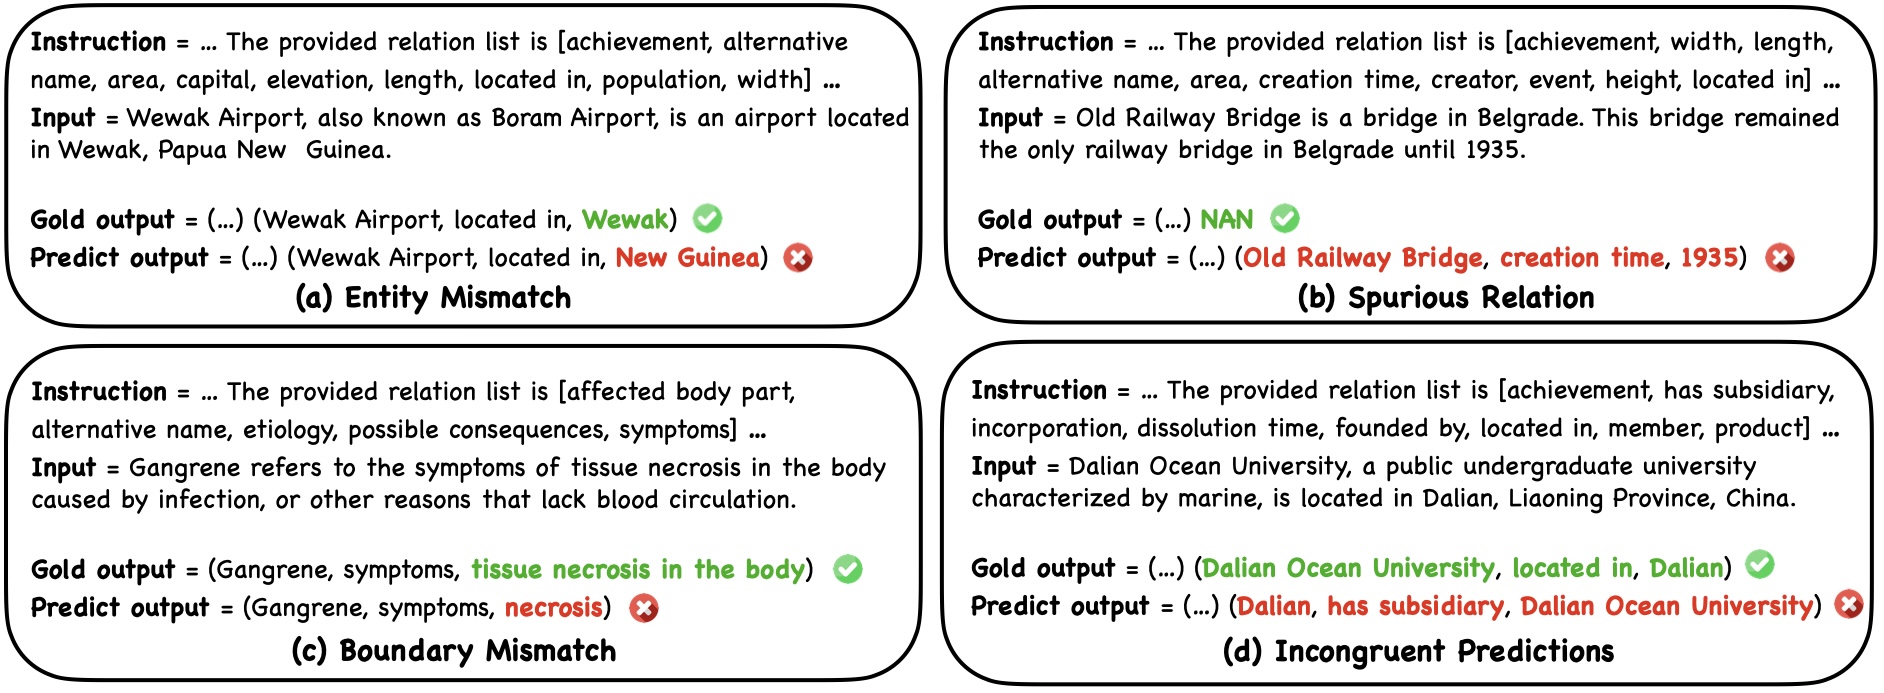 Instruction = ... The provided relation list is [achievement, alternative
name, area, capital, elevation, length, located in, population, width] ...
Input = Wewak Airport, also known as Boram Airport, is an airport located
in Wewak, Papua New Guinea.
Gold output = (...) (Wewak Airport, located in, Wewak)
Predict output = (...) (Wewak Airport, located in, New Guinea)
(a) Entity Mismatch
Instruction = ... The provided relation list is [achievement, width, length,
alternative name, area, creation time, creator, event, height, located in] ...
Input = Old Railway Bridge is a bridge in Belgrade. This bridge remained
the only railway bridge in Belgrade until 1935.
Gold output = (...) NAN
Predict output = (...) (Old Railway Bridge, creation time, 1935)
(b) Spurious Relation
Instruction = ... The provided relation list is [affected body part,
alternative name, etiology, possible consequences, symptoms] ...
Input = Gangrene refers to the symptoms of tissue necrosis in the body
caused by infection, or other reasons that lack blood circulation.
Gold output = (Gangrene, symptoms, tissue necrosis in the body)
Predict output = (Gangrene, symptoms, necrosis)
(c) Boundary Mismatch
Instruction = ... The provided relation list is [achievement, has subsidiary,
incorporation, dissolution time, founded by, located in, member, product] ...
Input = Dalian Ocean University, a public undergraduate university
characterized by marine, is located in Dalian, Liaoning Province, China.
Gold output = (...) (Dalian Ocean University, located in, Dalian)
Predict output = (...) (Dalian, has subsidiary, Dalian Ocean University)
(d) Incongruent Predictions